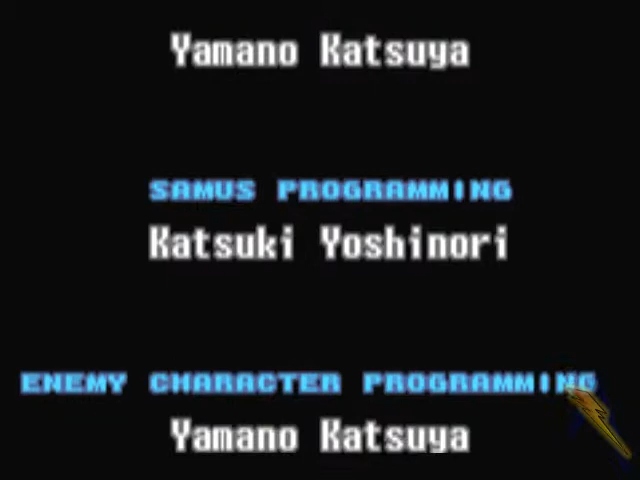 Yamano Katsuya
SAMUS PROGRAMMING
Katsuki Yoshinori
ENEMY CHARACTER PROGRAMMING
Yamano Katsuya